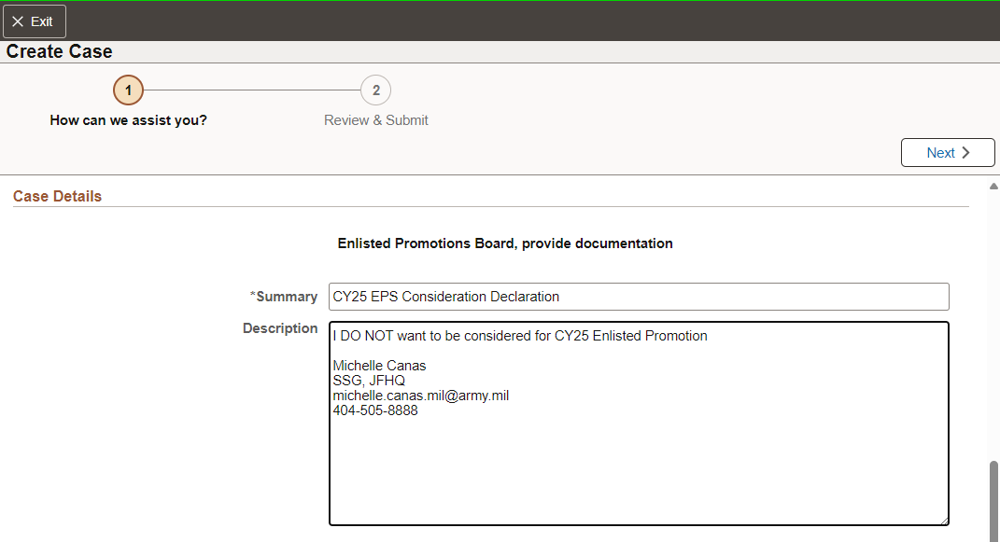 Exit
Create Case
1
2
How can we assist you?
Review & Submit
Next
Case Details
Enlisted Promotions Board, provide documentation
*Summary
CY25 EPS Consideration Declaration
Description
I DO NOT want to be considered for CY25 Enlisted Promotion
Michelle Canas
SSG, JFHQ
michelle.canas.mil@army.mil
404-505-8888